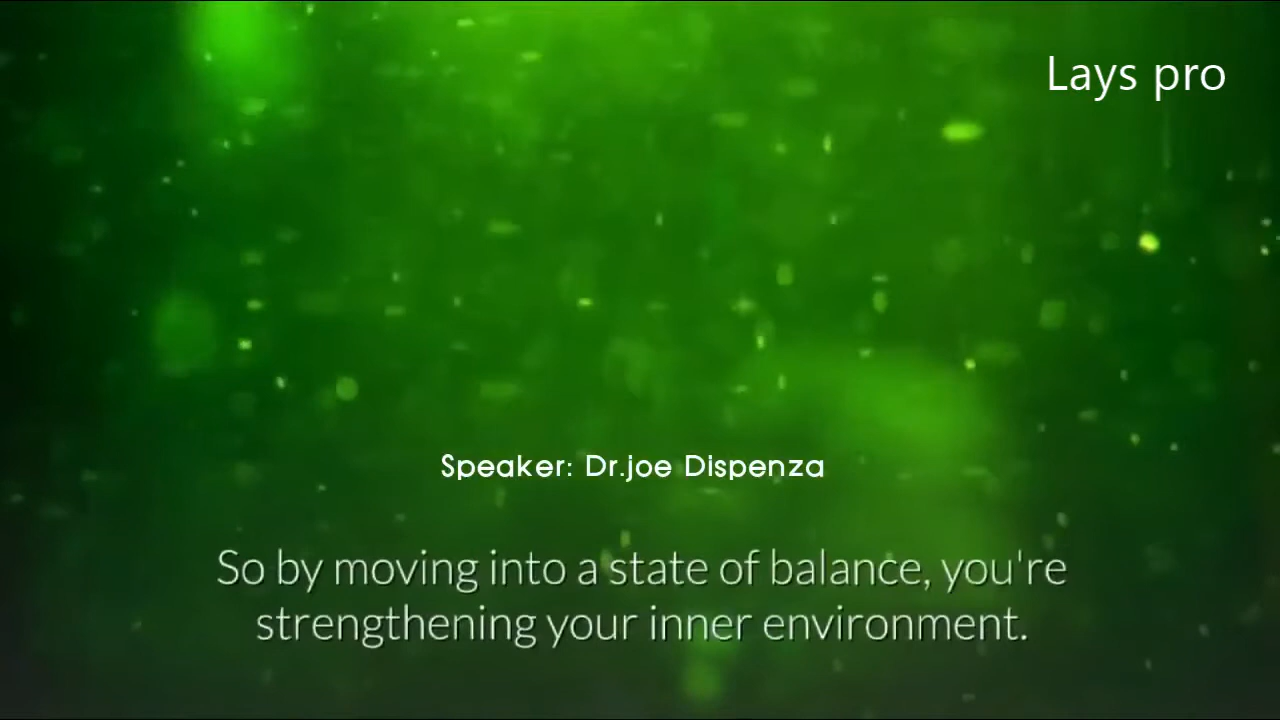 Lays pro
Speaker: Dr.joe Dispenza
So by moving into a state of balance, you're
strengthening your inner environment.